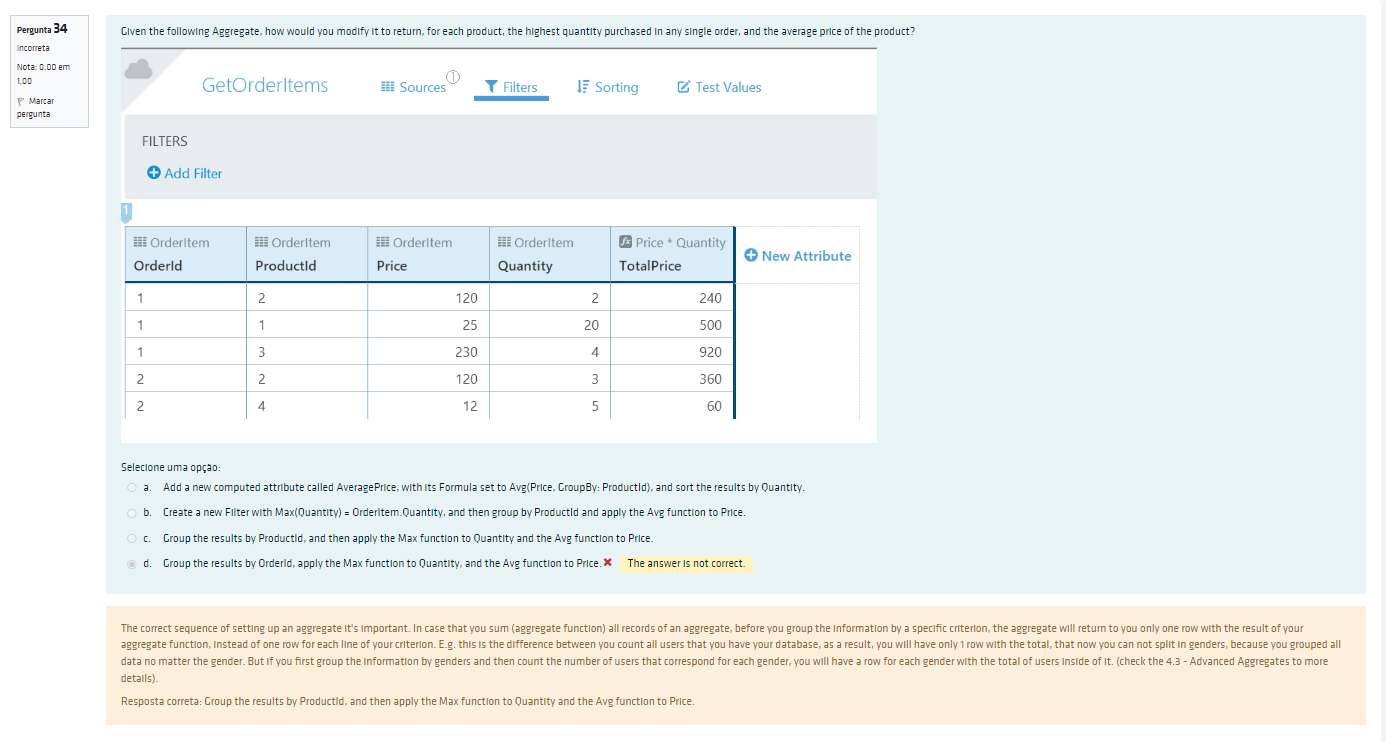 Pergunta 34
Incorreta
Nota: 0,00 em
1,00
Marcar
pergunta
Given the following Aggregate, how would you modify it to return, for each product, the highest quantity purchased in any single order, and the average price of the product?
GetOrderItems
Sources
1
Filters
Sorting
Test Values
FILTERS
Add Filter
1
OrderItem OrderItem OrderItem OrderItem fx Price * Quantity
OrderId ProductId Price Quantity TotalPrice
New Attribute
1 2 120 2 240
1 1 25 20 500
1 3 230 4 920
2 2 120 3 360
2 4 12 5 60
Selecione uma opção:
a. Add a new computed attribute called AveragePrice, with its Formula set to Avg(Price, GroupBy: ProductId), and sort the results by Quantity.
b. Create a new Filter with Max(Quantity) = OrderItem.Quantity, and then group by ProductId and apply the Avg function to Price.
c. Group the results by ProductId, and then apply the Max function to Quantity and the Avg function to Price.
d. Group the results by OrderId, apply the Max function to Quantity, and the Avg function to Price. The answer is not correct.
The correct sequence of setting up an aggregate it's important. In case that you sum (aggregate function) all records of an aggregate, before you group the information by a specific criterion, the aggregate will return to you only one row with the result of your
aggregate function, instead of one row for each line of your criterion. E.g. this is the difference between you count all users that you have your database, as a result, you will have only 1 row with the total, that now you can not split in genders, because you grouped all
data no matter the gender. But if you first group the information by genders and then count the number of users that correspond for each gender, you will have a row for each gender with the total of users inside of it. (check the 4.3 - Advanced Aggregates to more
details).
Resposta correta: Group the results by ProductId, and then apply the Max function to Quantity and the Avg function to Price.